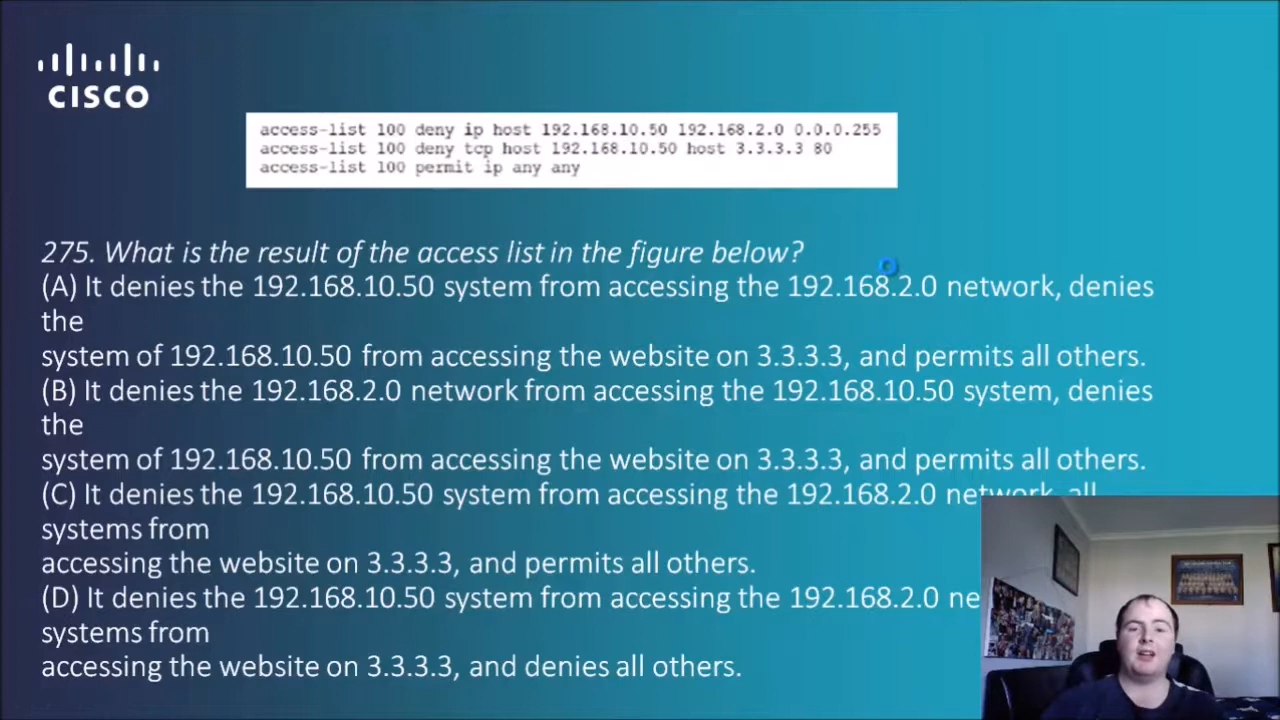 CISCO
access-list 100 deny ip host 192.168.10.50 192.168.2.0 0.0.0.255
access-list 100 deny tcp host 192.168.10.50 host 3.3.3.3 80
access-list 100 permit ip any any
275. What is the result of the access list in the figure below?
(A) It denies the 192.168.10.50 system from accessing the 192.168.2.0 network, denies
the
system of 192.168.10.50 from accessing the website on 3.3.3.3, and permits all others.
(B) It denies the 192.168.2.0 network from accessing the 192.168.10.50 system, denies
the
system of 192.168.10.50 from accessing the website on 3.3.3.3, and permits all others.
(C) It denies the 192.168.10.50 system from accessing the 192.168.2.0 network, all
systems from
accessing the website on 3.3.3.3, and permits all others.
(D) It denies the 192.168.10.50 system from accessing the 192.168.2.0 ne
systems from
accessing the website on 3.3.3.3, and denies all others.